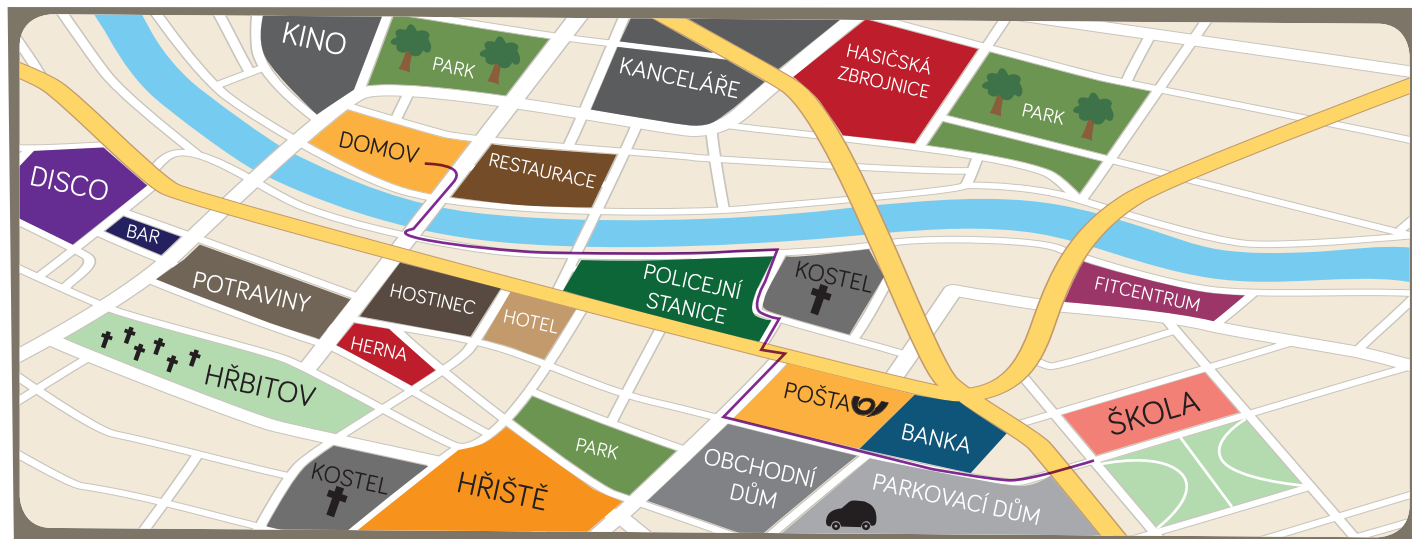 KINO
PARK
KANCELÁŘE
HASIČSKÁ
ZBROJNICE
PARK
DOMOV
RESTAURACE
DISCO
BAR
POTRAVINY
HOSTINEC
HOTEL
POLICEJNÍ
STANICE
KOSTEL
FITCENTRUM
HERNA
HŘBITOV
POŠTA
BANKA
ŠKOLA
KOSTEL
HŘIŠTĚ
PARK
OBCHODNÍ
DŮM
PARKOVACÍ DŮM